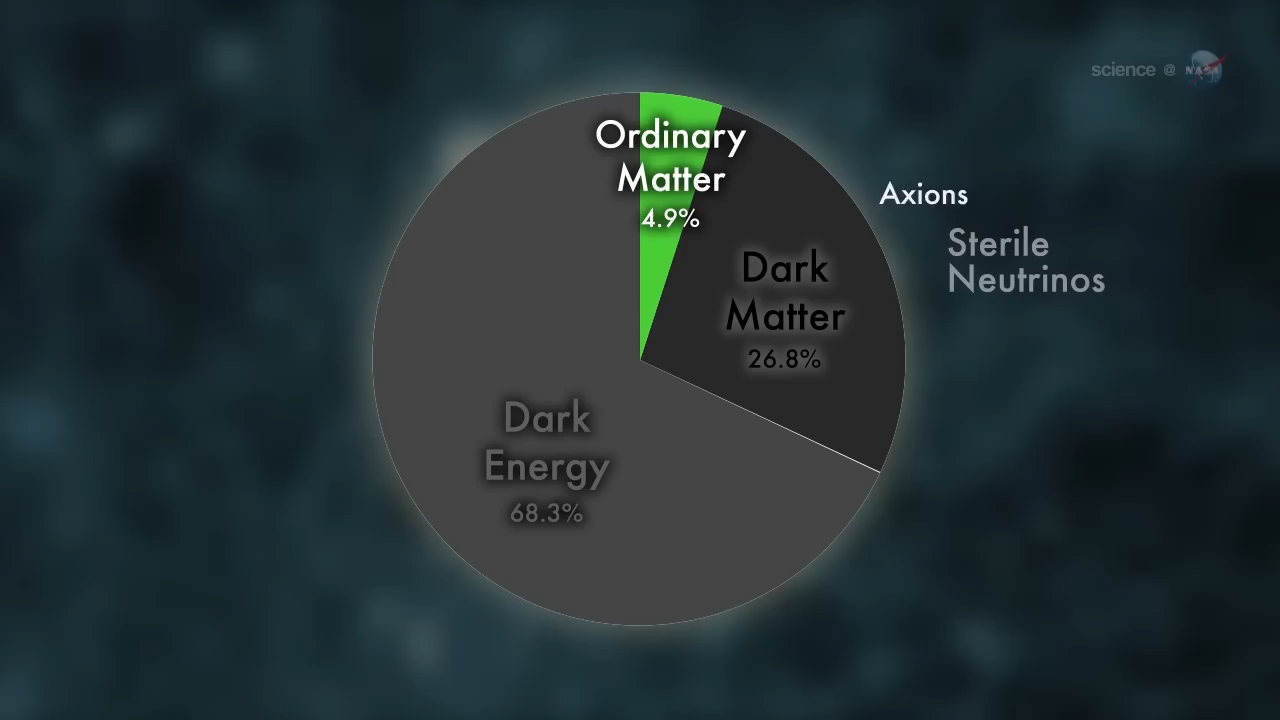 science @ NASA
Ordinary
Matter
4.9%
Axions
Sterile
Neutrinos
Dark
Matter
26.8%
Dark
Energy
68.3%